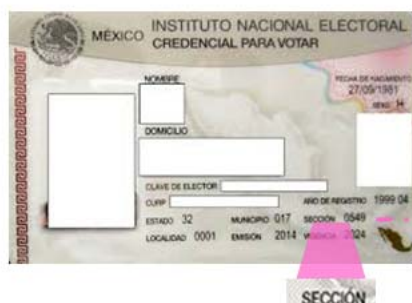 MÉXICO
INSTITUTO NACIONAL ELECTORAL
CREDENCIAL PARA VOTAR
NOMBRE
FECHA DE NACIMIENTO
27/09/1981
SEXO H
DOMICILIO
CLAVE DE ELECTOR
CURP
AÑO DE REGISTRO 1999 04
ESTADO 32 MUNICIPIO 017 SECCIÓN 0549
LOCALIDAD 0001 EMISIÓN 2014 VIGENCIA 2024
SECCIÓN